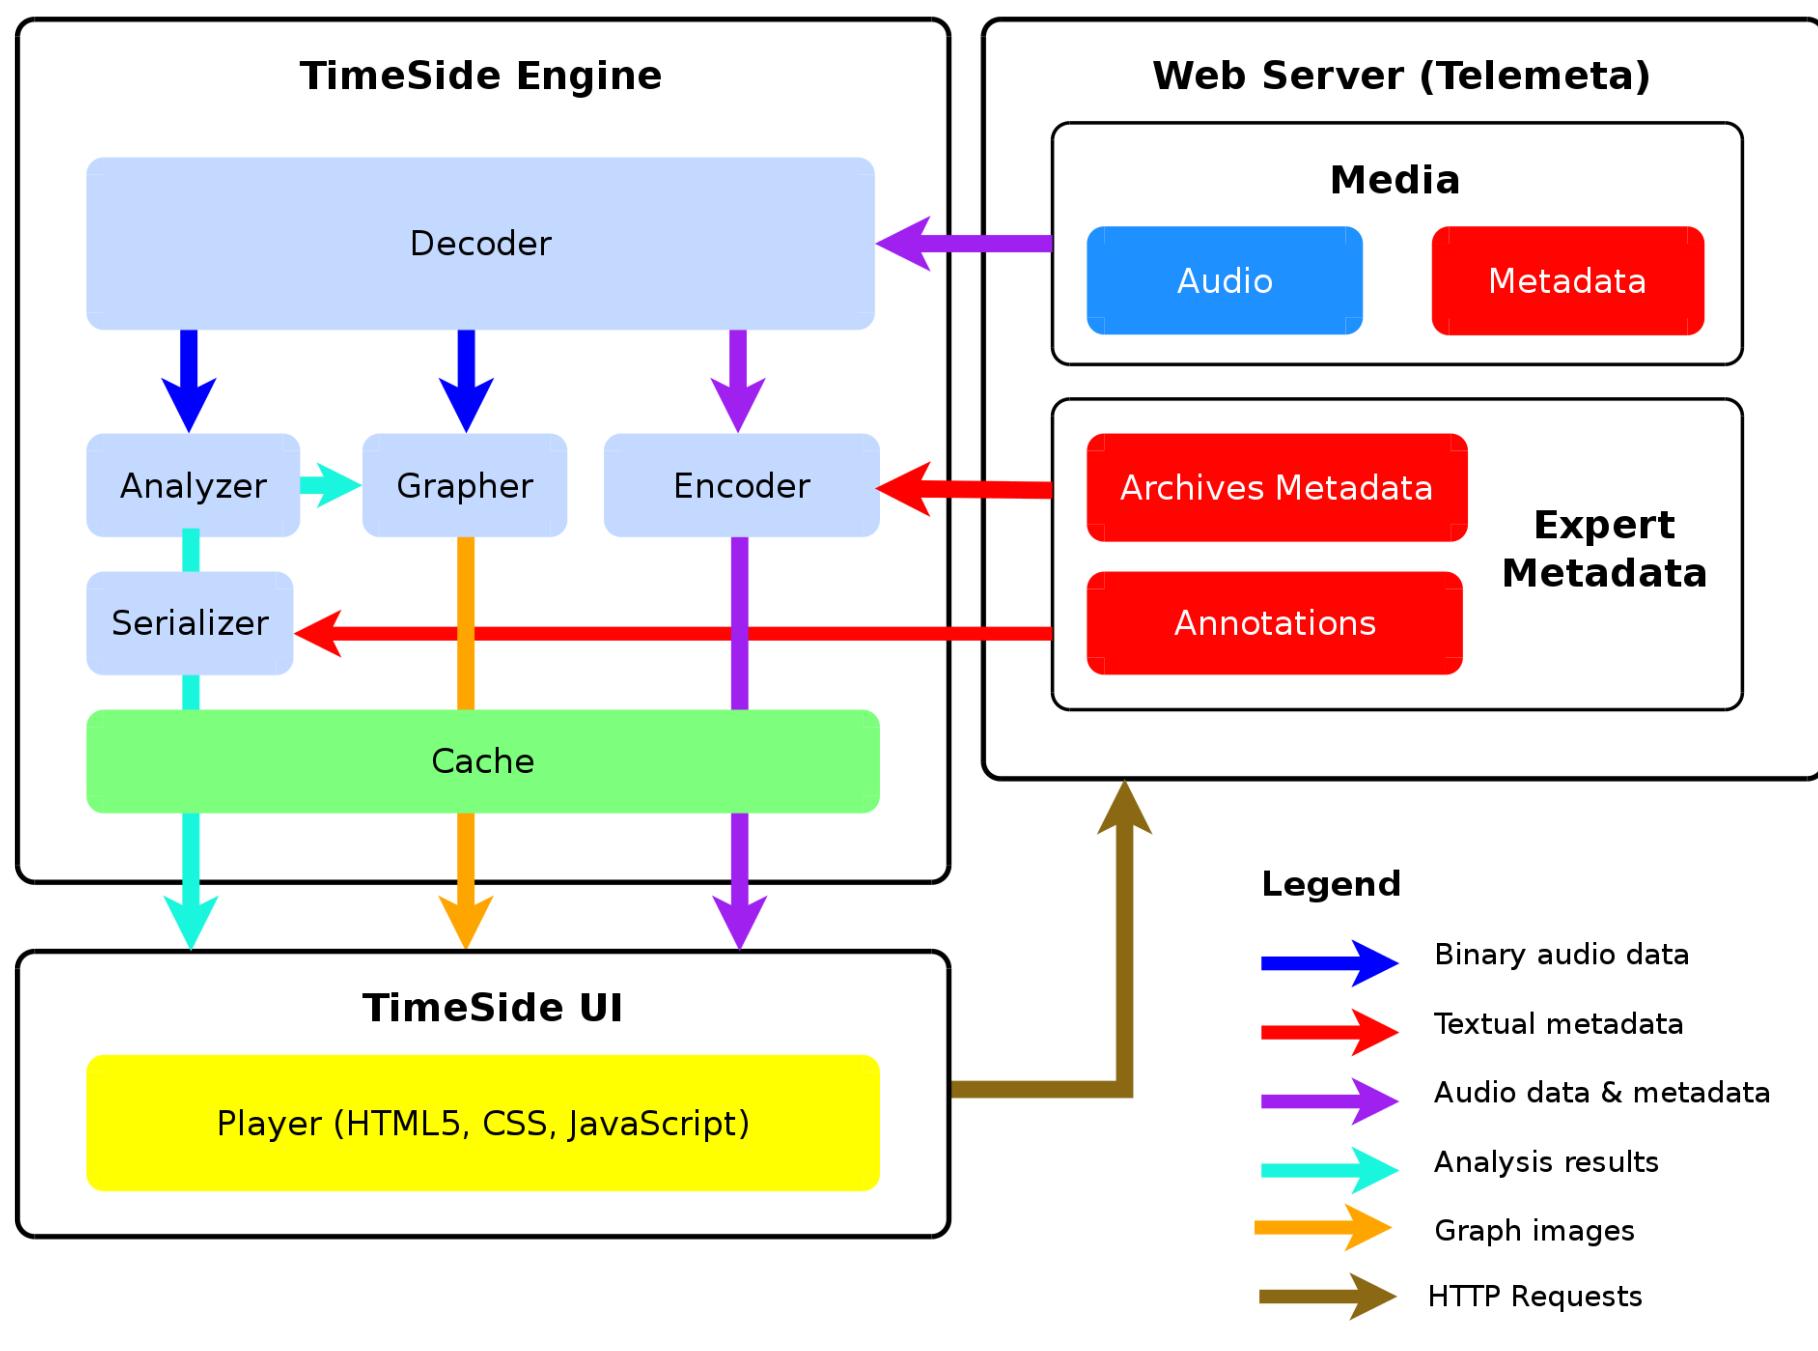 TimeSide Engine
Decoder
Analyzer
Grapher
Encoder
Serializer
Cache
Web Server (Telemeta)
Media
Audio
Metadata
Archives Metadata
Annotations
Expert
Metadata
TimeSide UI
Player (HTML5, CSS, JavaScript)
Legend
Binary audio data
Textual metadata
Audio data & metadata
Analysis results
Graph images
HTTP Requests